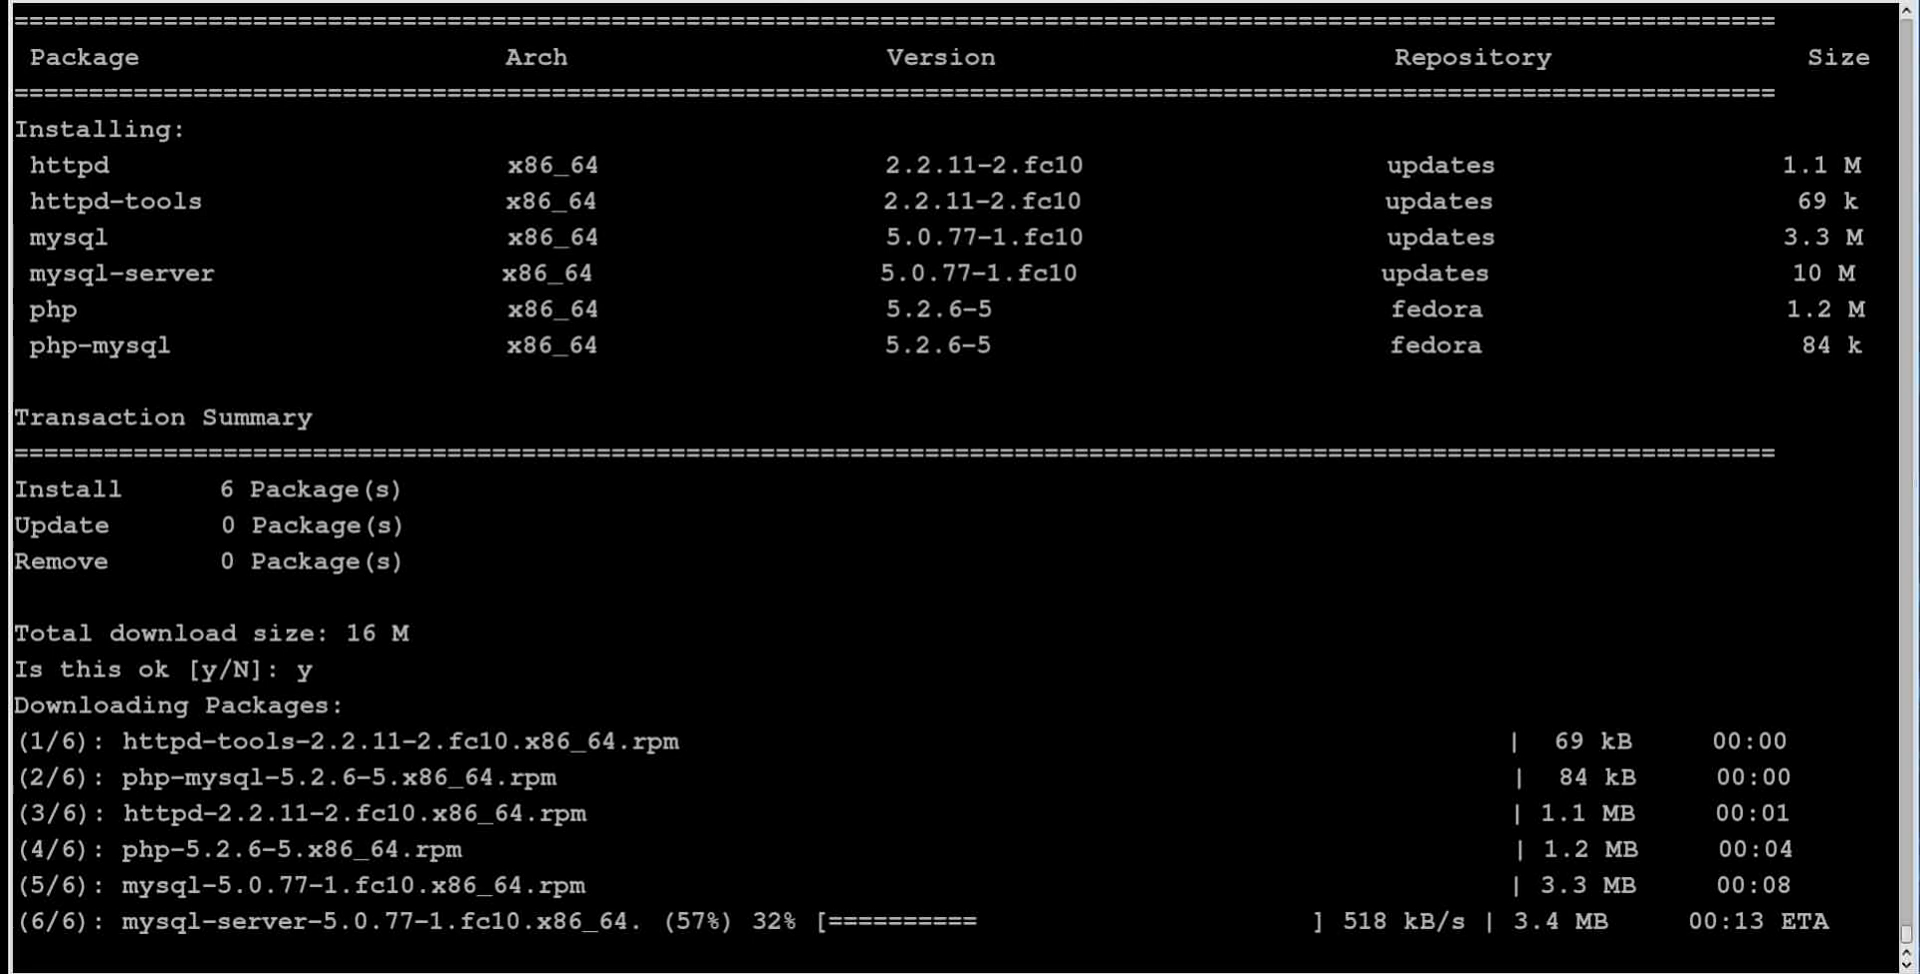 ======================================================================================================================
Package Arch Version Repository Size
======================================================================================================================
Installing:
httpd x86_64 2.2.11-2.fc10 updates 1.1 M
httpd-tools x86_64 2.2.11-2.fc10 updates 69 k
mysql x86_64 5.0.77-1.fc10 updates 3.3 M
mysql-server x86_64 5.0.77-1.fc10 updates 10 M
php x86_64 5.2.6-5 fedora 1.2 M
php-mysql x86_64 5.2.6-5 fedora 84 k
Transaction Summary
======================================================================================================================
Install 6 Package(s)
Update 0 Package(s)
Remove 0 Package(s)
Total download size: 16 M
Is this ok [y/N]: y
Downloading Packages:
(1/6): httpd-tools-2.2.11-2.fc10.x86_64.rpm | 69 kB 00:00
(2/6): php-mysql-5.2.6-5.x86_64.rpm | 84 kB 00:00
(3/6): httpd-2.2.11-2.fc10.x86_64.rpm | 1.1 MB 00:01
(4/6): php-5.2.6-5.x86_64.rpm | 1.2 MB 00:04
(5/6): mysql-5.0.77-1.fc10.x86_64.rpm | 3.3 MB 00:08
(6/6): mysql-server-5.0.77-1.fc10.x86_64. (57%) 32% [========== ] 518 kB/s | 3.4 MB 00:13 ETA